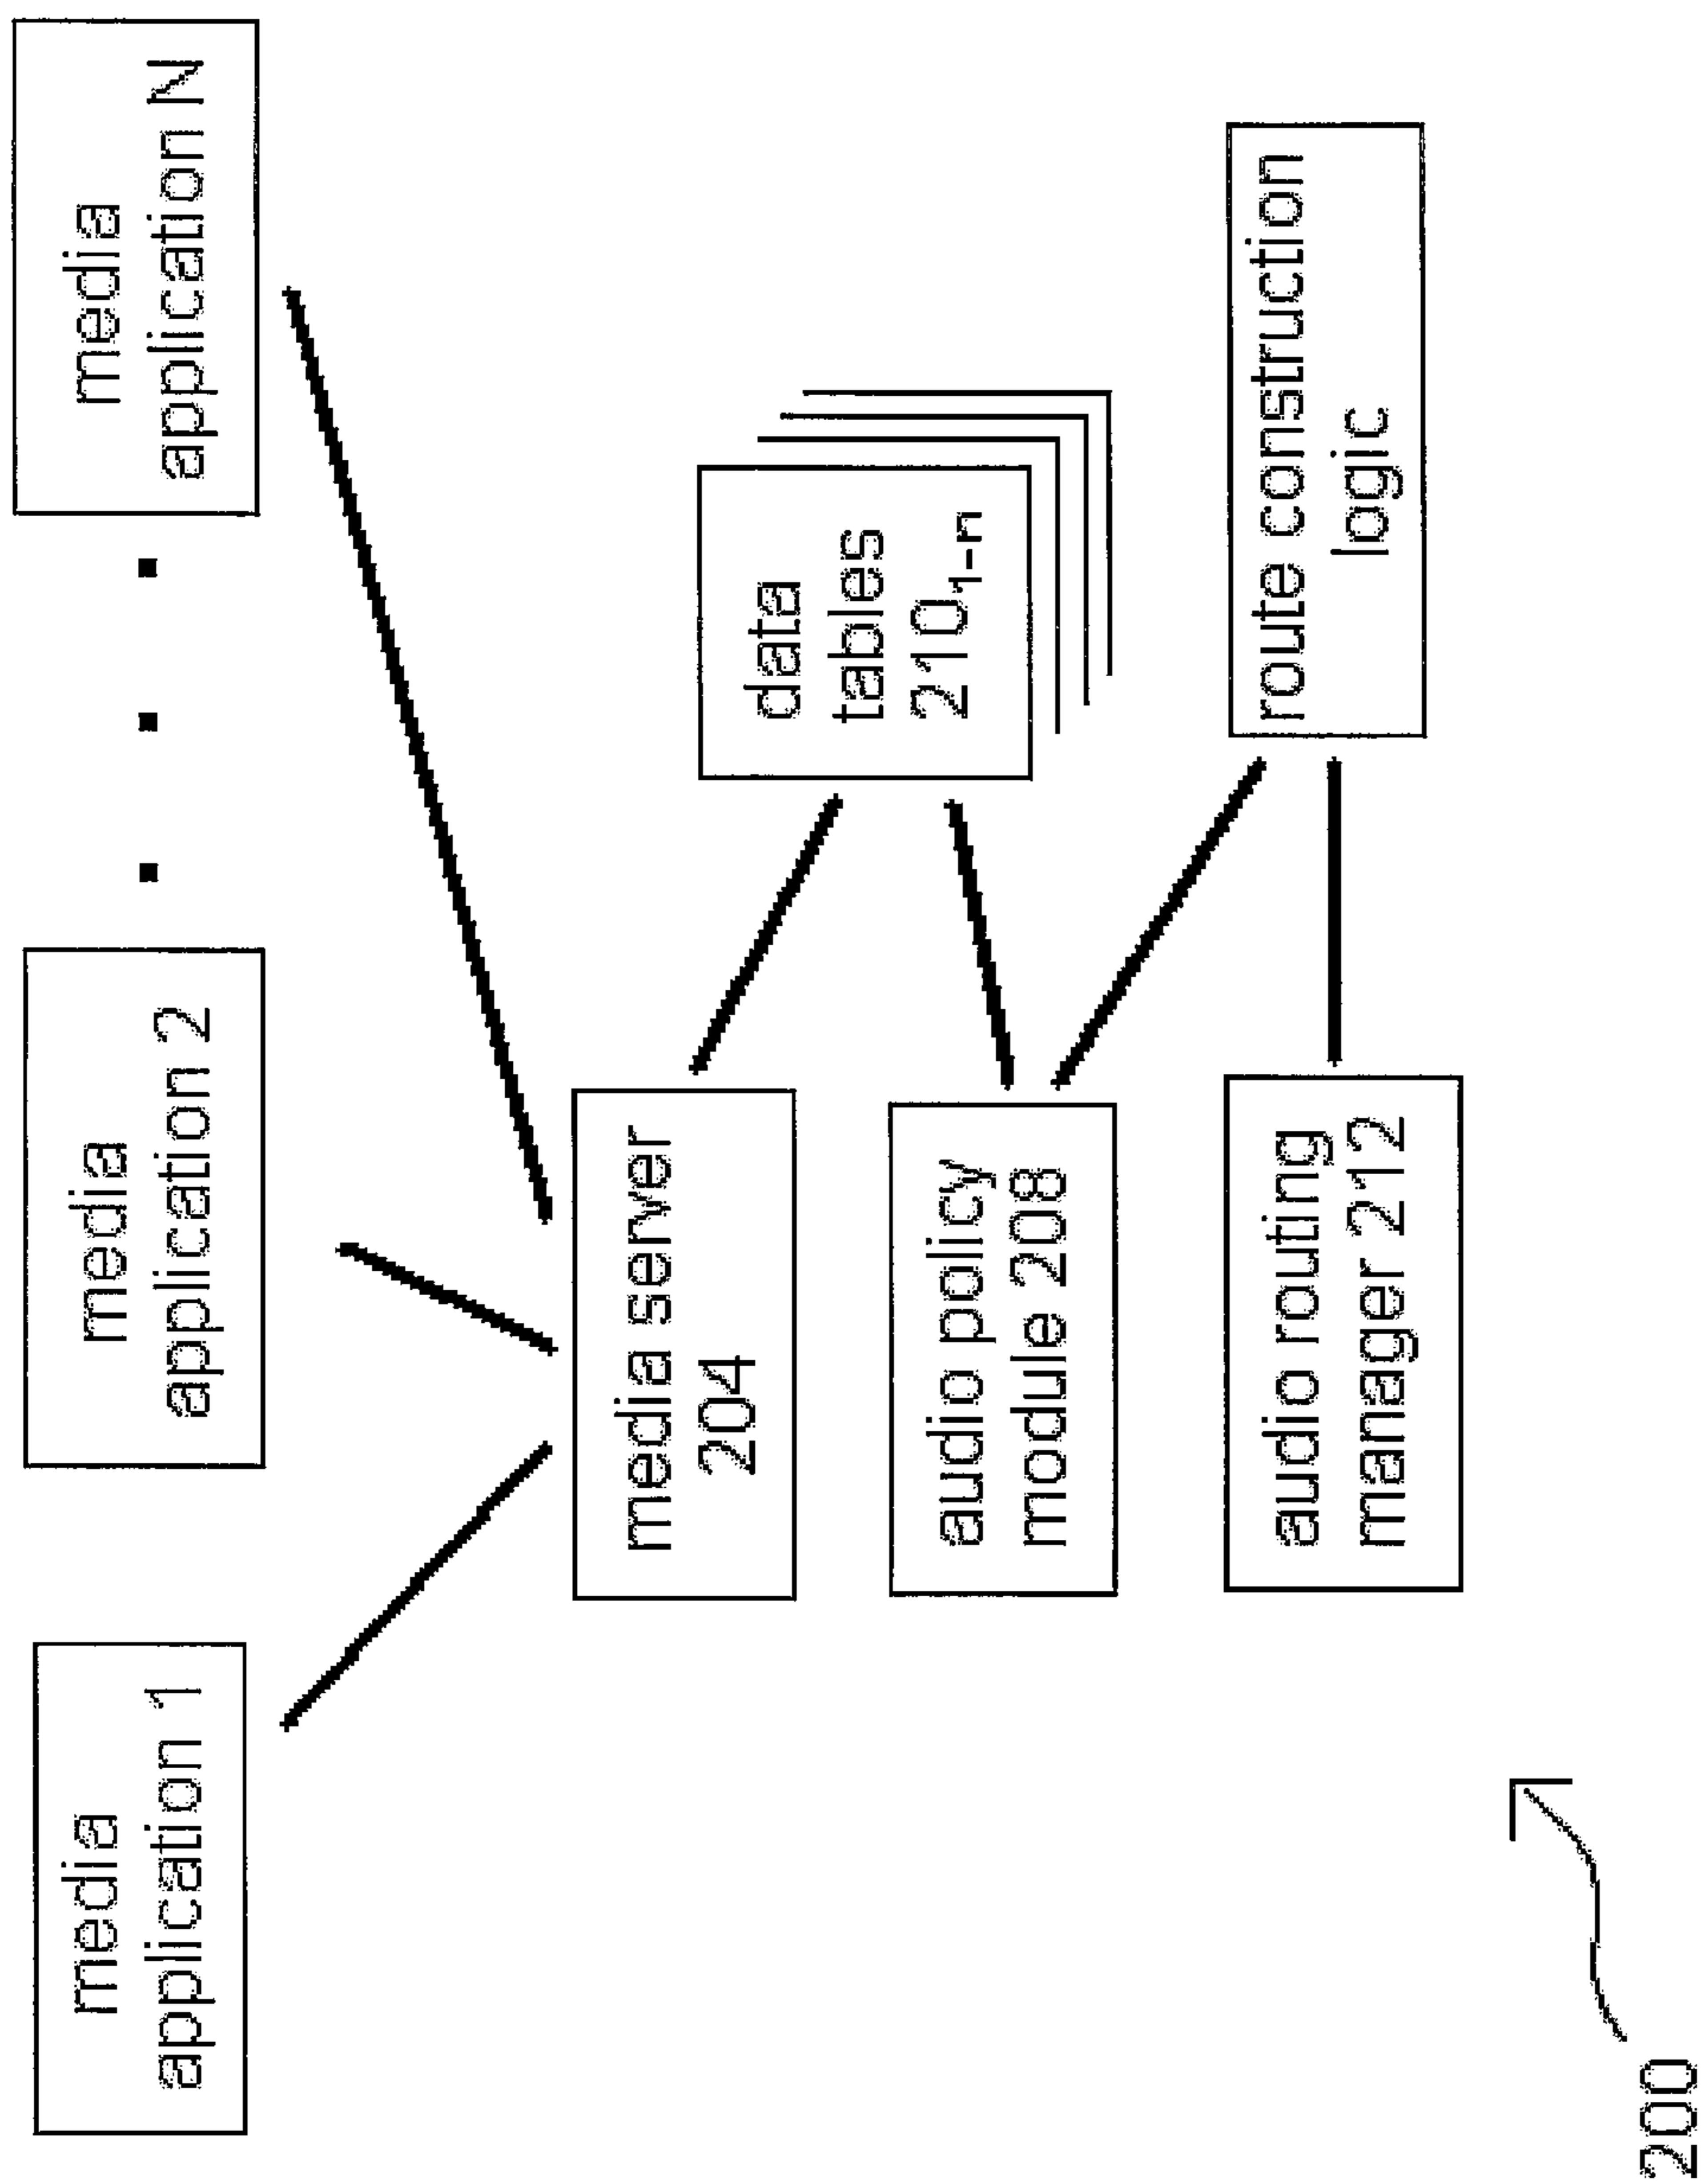 media
application 1
media
application 2
media
application N
media server
204
data
tables
210₁₋ₙ
audio policy
module 208
route construction
logic
audio routing
manager 212
200